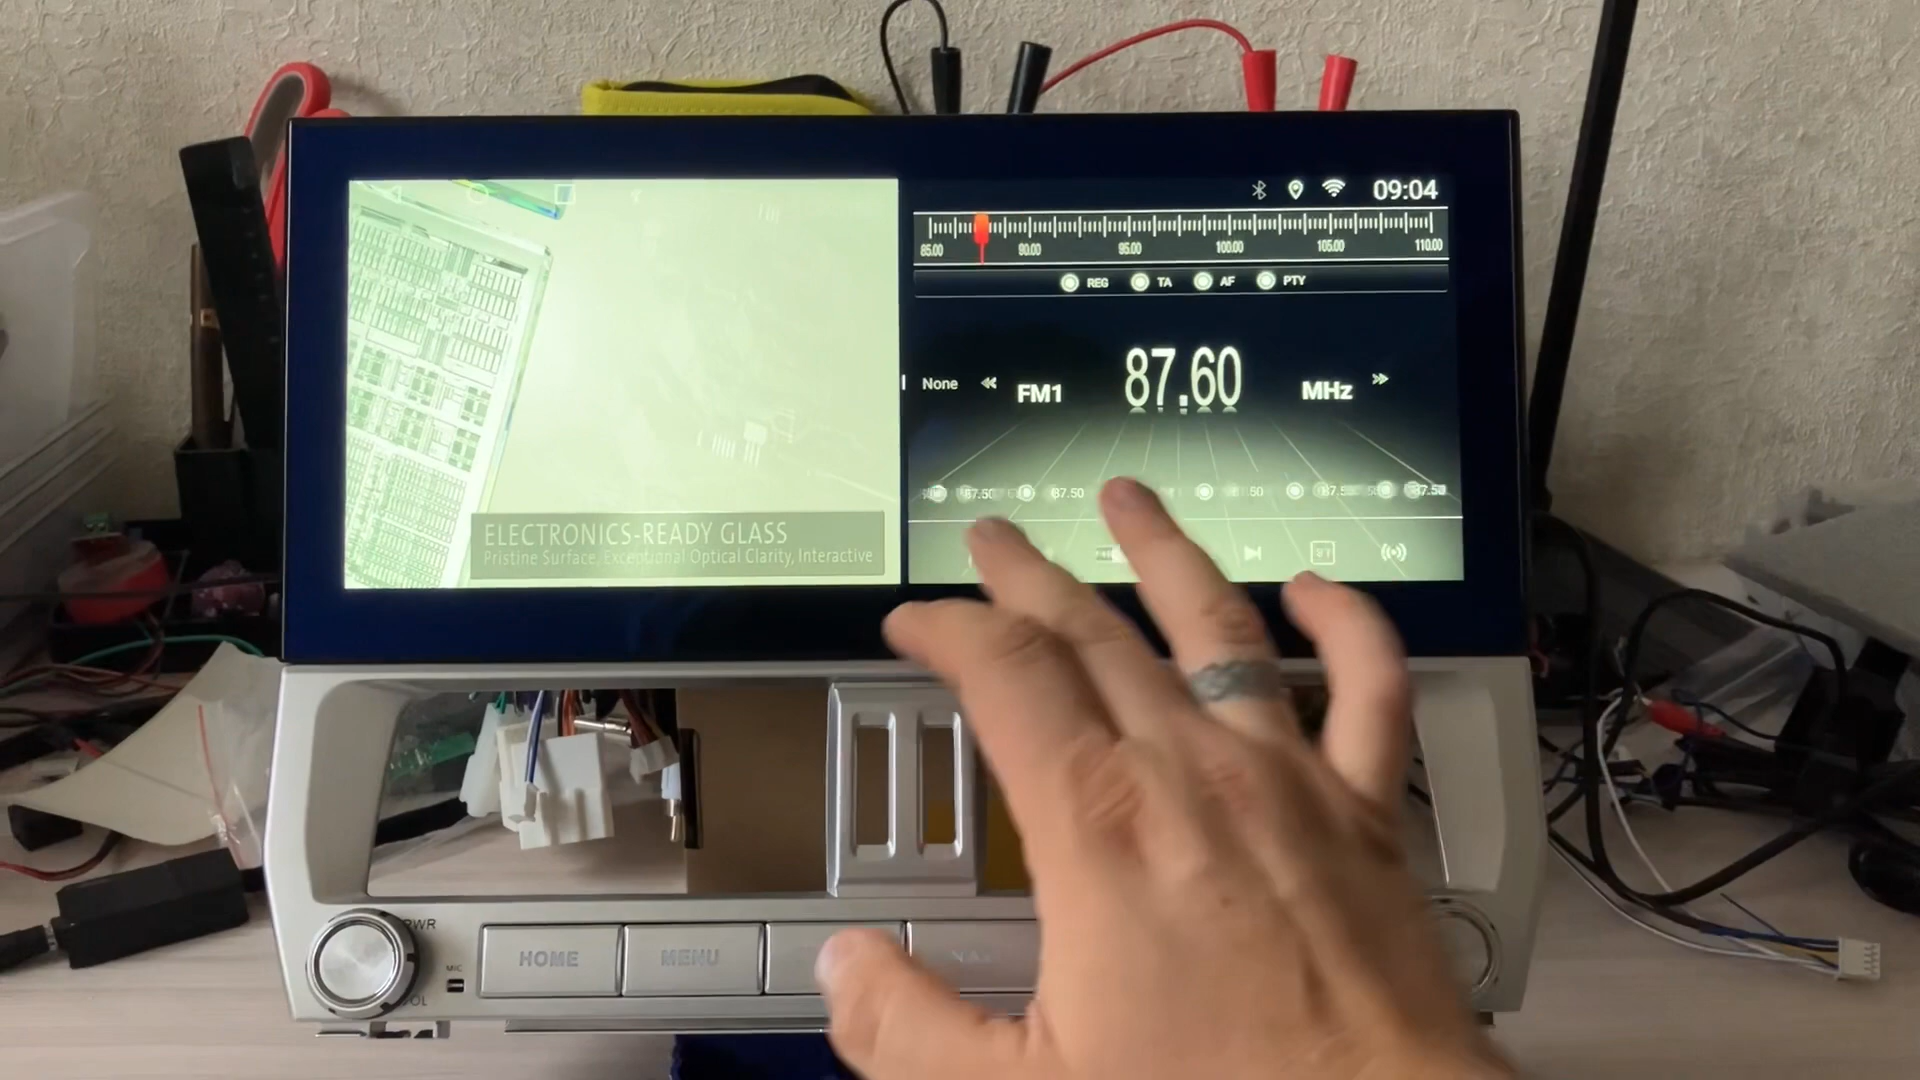 09:04
85.00 90.00 95.00 100.00 105.00 110.00
REG TA AF PTY
None FM1 87.60 MHz
87.50 87.50
ELECTRONICS-READY GLASS
Pristine Surface, Exceptional Optical Clarity, Interactive
PWR
HOME MENU
MIC